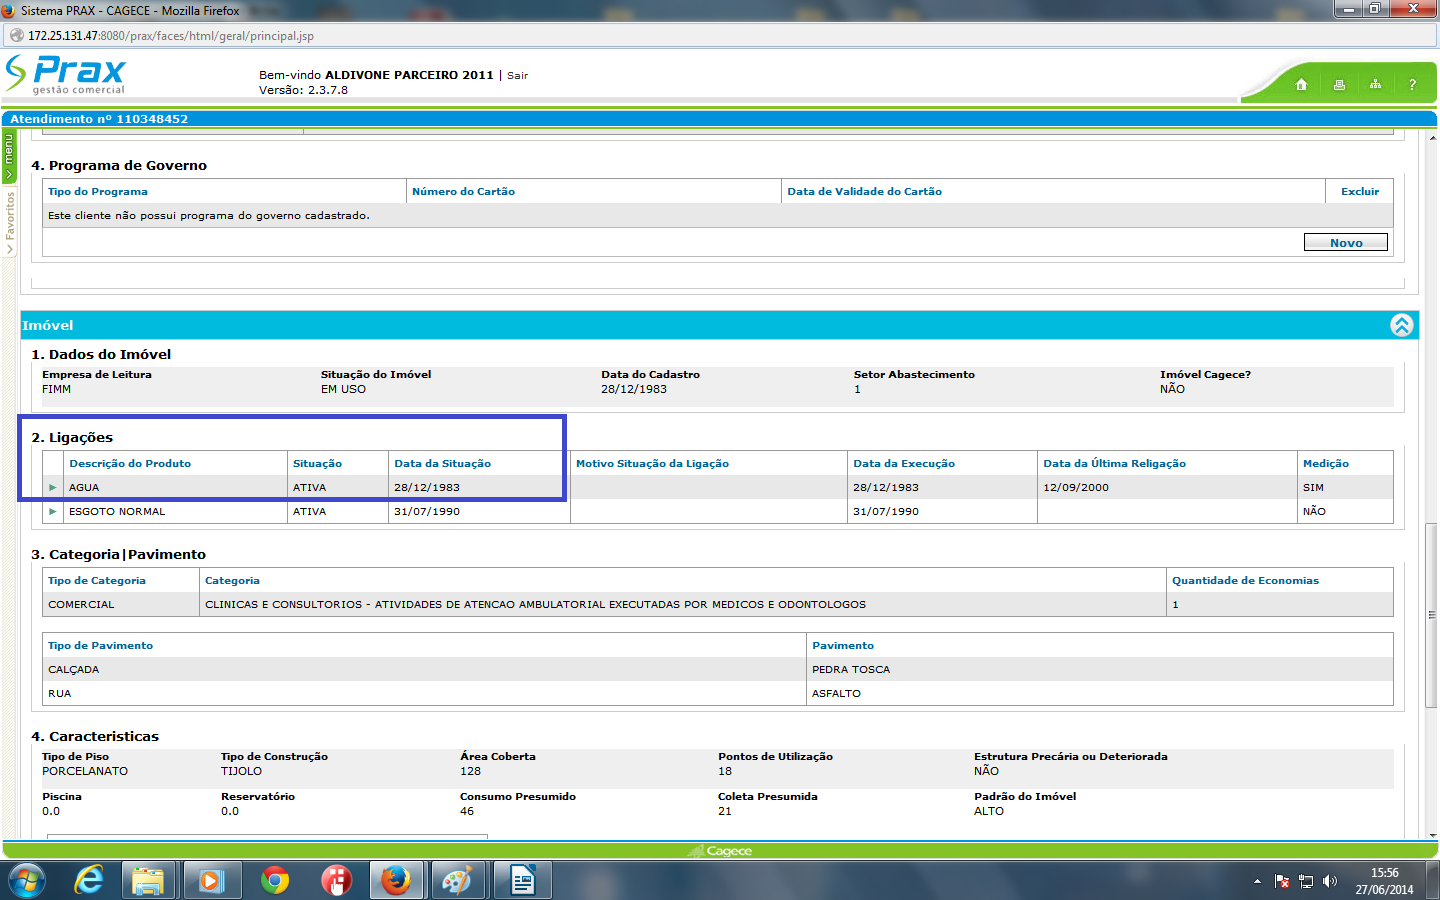 Sistema PRAX - CAGECE - Mozilla Firefox
172.25.131.47:8080/prax/faces/html/geral/principal.jsp
Prax
gestão comercial
Bem-vindo ALDIVONE PARCEIRO 2011 | Sair
Versão: 2.3.7.8
?
Atendimento nº 110348452
menu
Favoritos
4. Programa de Governo
Tipo do Programa Número do Cartão Data de Validade do Cartão Excluir
Este cliente não possui programa do governo cadastrado.
Novo
Imóvel
1. Dados do Imóvel
Empresa de Leitura Situação do Imóvel Data do Cadastro Setor Abastecimento Imóvel Cagece?
FIMM EM USO 28/12/1983 1 NÃO
2. Ligações
Descrição do Produto Situação Data da Situação Motivo Situação da Ligação Data da Execução Data da Última Religação Medição
AGUA ATIVA 28/12/1983 28/12/1983 12/09/2000 SIM
ESGOTO NORMAL ATIVA 31/07/1990 31/07/1990 NÃO
3. Categoria|Pavimento
Tipo de Categoria Categoria Quantidade de Economias
COMERCIAL CLINICAS E CONSULTORIOS - ATIVIDADES DE ATENCAO AMBULATORIAL EXECUTADAS POR MEDICOS E ODONTOLOGOS 1
Tipo de Pavimento Pavimento
CALÇADA PEDRA TOSCA
RUA ASFALTO
4. Caracteristicas
Tipo de Piso Tipo de Construção Área Coberta Pontos de Utilização Estrutura Precária ou Deteriorada
PORCELANATO TIJOLO 128 18 NÃO
Piscina Reservatório Consumo Presumido Coleta Presumida Padrão do Imóvel
0.0 0.0 46 21 ALTO
Cagece
15:56
27/06/2014